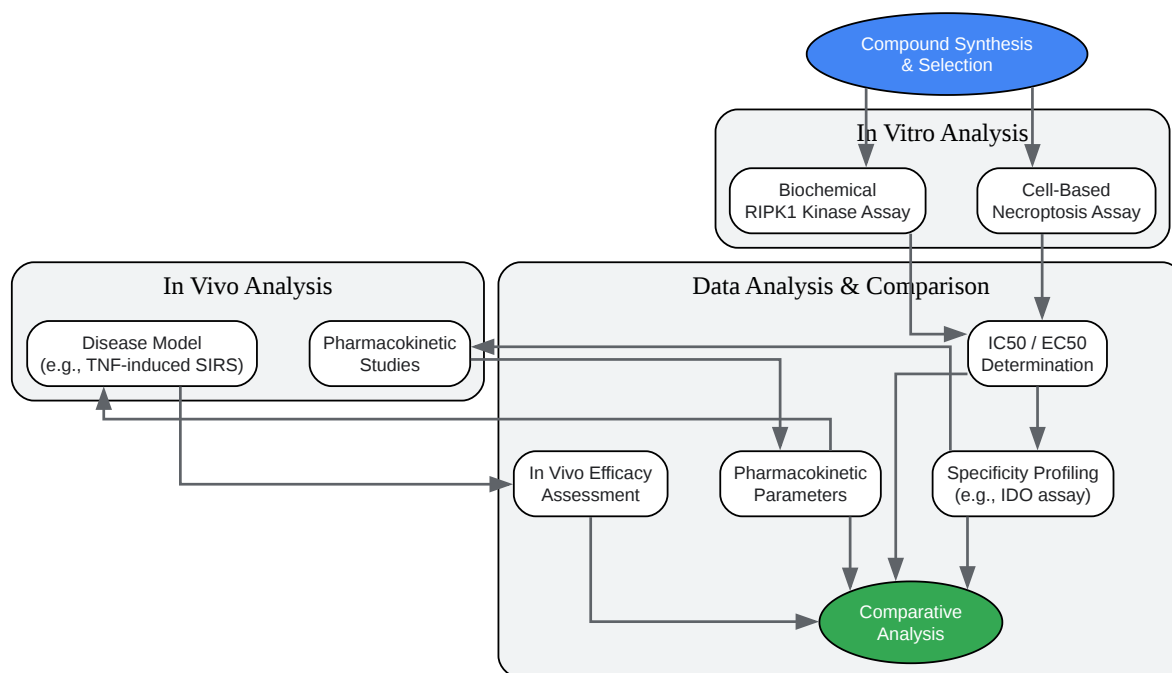 Compound Synthesis
& Selection
In Vitro Analysis
Biochemical
RIPK1 Kinase Assay
Cell-Based
Necroptosis Assay
In Vivo Analysis
Data Analysis & Comparison
Disease Model
(e.g., TNF-induced SIRS)
Pharmacokinetic
Studies
IC50 / EC50
Determination
In Vivo Efficacy
Assessment
Pharmacokinetic
Parameters
Specificity Profiling
(e.g., IDO assay)
Comparative
Analysis